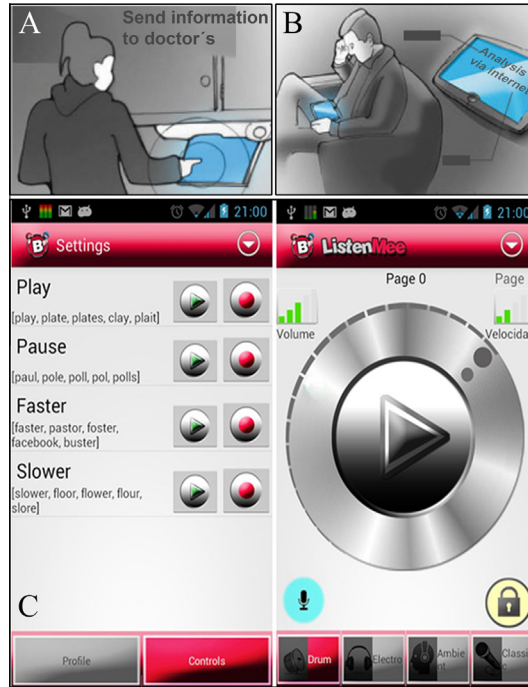 A
Send information
to doctor´s
B
Analysis
via Internet
21:00
Settings
Play
[play, plate, plates, clay, plait]
Pause
[paul, pole, poll, pol, polls]
Faster
[faster, pastor, foster,
facebook, buster]
Slower
[slower, floor, flower, flour,
slore]
C
Profile
Controls
21:00
ListenMee
Page 0
Page
Volume
Velocida
Drum
Electro
Ambie
nt
Classi
c